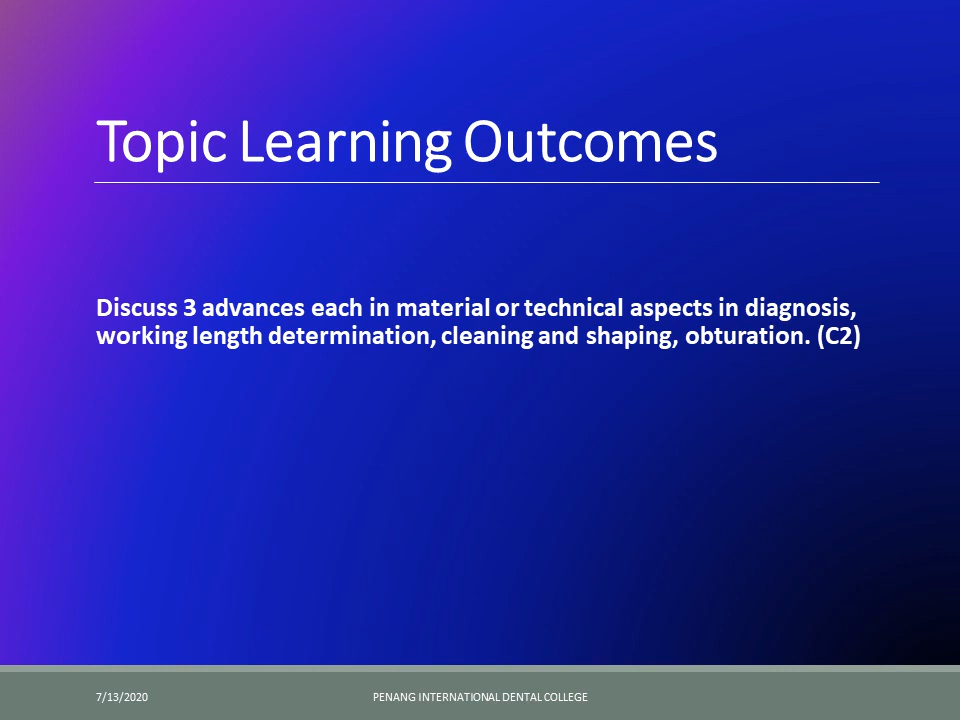 Topic Learning Outcomes
Discuss 3 advances each in material or technical aspects in diagnosis,
working length determination, cleaning and shaping, obturation. (C2)
7/13/2020
PENANG INTERNATIONAL DENTAL COLLEGE